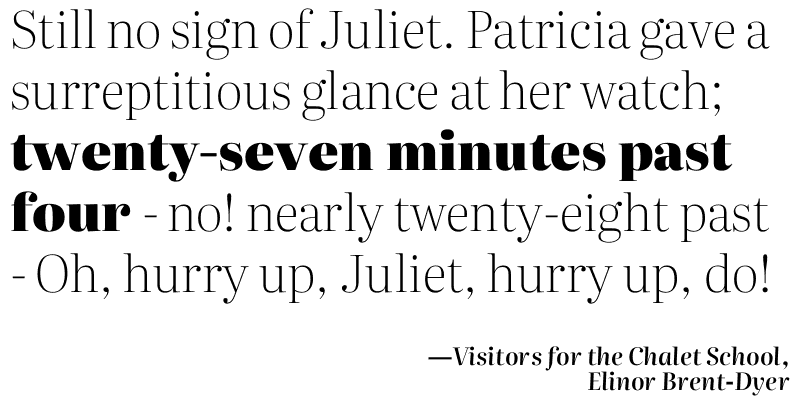 Still no sign of Juliet. Patricia gave a
surreptitious glance at her watch;
twenty-seven minutes past
four - no! nearly twenty-eight past
- Oh, hurry up, Juliet, hurry up, do!
—Visitors for the Chalet School,
Elinor Brent-Dyer